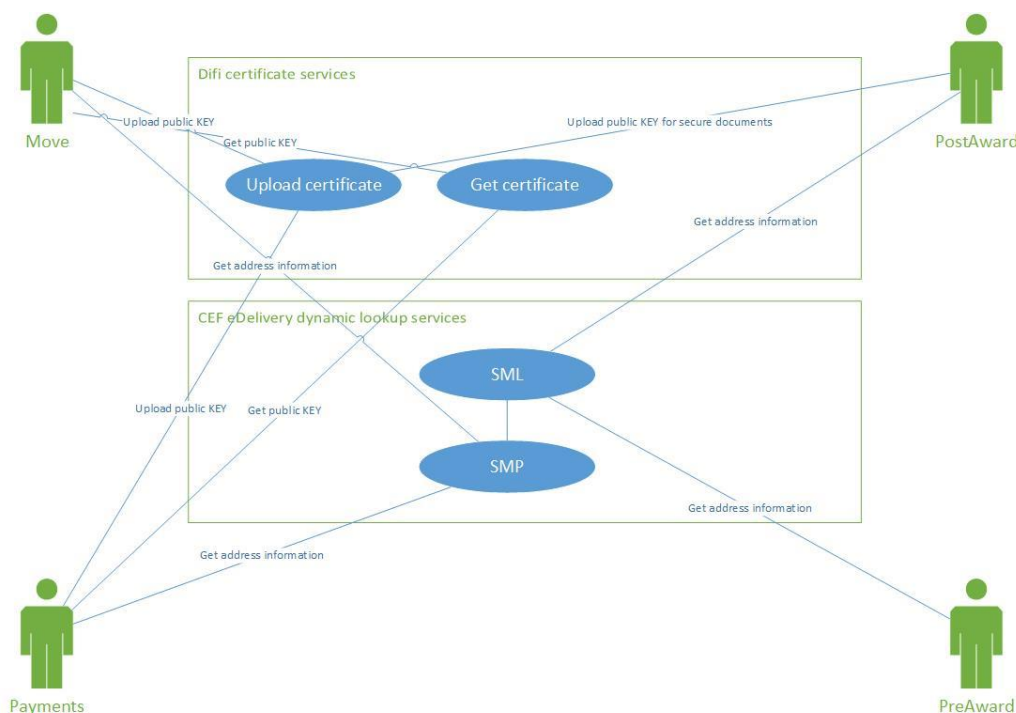 Difi certificate services
Upload public KEY
Upload public KEY for secure documents
Move
Get public KEY
PostAward
Upload certificate
Get certificate
Get address information
Get address information
CEF eDelivery dynamic lookup services
SML
Upload public KEY
Get public KEY
SMP
Get address information
Get address information
Payments
PreAward